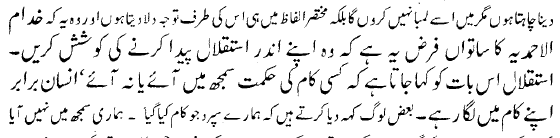 دینا چاہتا ہوں مگر میں اسے لمبا نہیں کروں گا بلکہ مختصر الفاظ میں ہی اس کی طرف توجہ دلا دیتا ہوں اور وہ یہ کہ خدام
الاحمدیہ کا ساتواں فرض یہ ہے کہ وہ اپنے اندر استقلال پیدا کرنے کی کوشش کریں۔
استقلال اس بات کو کہا جاتا ہے کہ کسی کام کی حکمت سمجھ میں آئے یا نہ آئے‘ انسان برابر
اپنے کام میں لگا رہے۔ بعض لوگ کہہ دیا کرتے ہیں کہ ہمارے سپرد جو کام کیا گیا ۔ ہماری سمجھ میں نہیں آیا